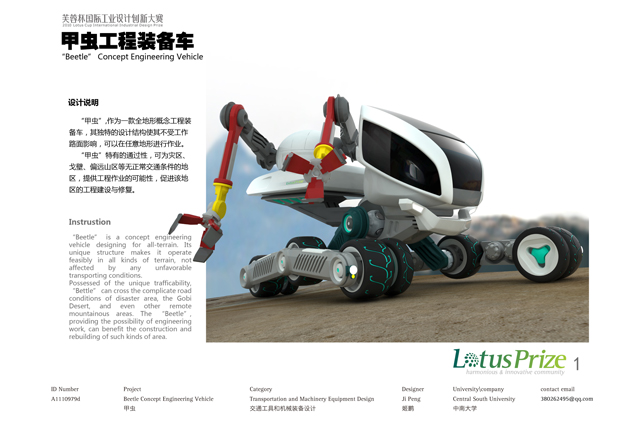 芙蓉杯国际工业设计创新大赛
2010 Lotus Cup International Industrial Design Prize
甲虫工程装备车
"Beetle" Concept Engineering Vehicle
设计说明
"甲虫",作为一款全地形概念工程装
备车，其独特的设计结构使其不受工作
路面影响，可以在任意地形进行作业。
"甲虫"特有的通过性，可为灾区、
戈壁、偏远山区等无正常交通条件的地
区，提供工程作业的可能性，促进该地
区的工程建设与修复。
Instrustion
"Beetle" is a concept engineering
vehicle designing for all-terrain. Its
unique structure makes it operate
feasibly in all kinds of terrain, not
affected by any unfavorable
transporting conditions.
Possessed of the unique trafficability,
"Beetle" can cross the complicate road
conditions of disaster area, the Gobi
Desert, and even other remote
mountainous areas. The "Beetle",
providing the possibility of engineering
work, can benefit the construction and
rebuilding of such kinds of area.
LotusPrize 1
harmonious & innovative community
ID Number Project Category Designer University\company contact email
A1110979d Beetle Concept Engineering Vehicle Transportation and Machinery Equipment Design Ji Peng Central South University 380262495@qq.com
甲虫 交通工具和机械装备设计 姬鹏 中南大学